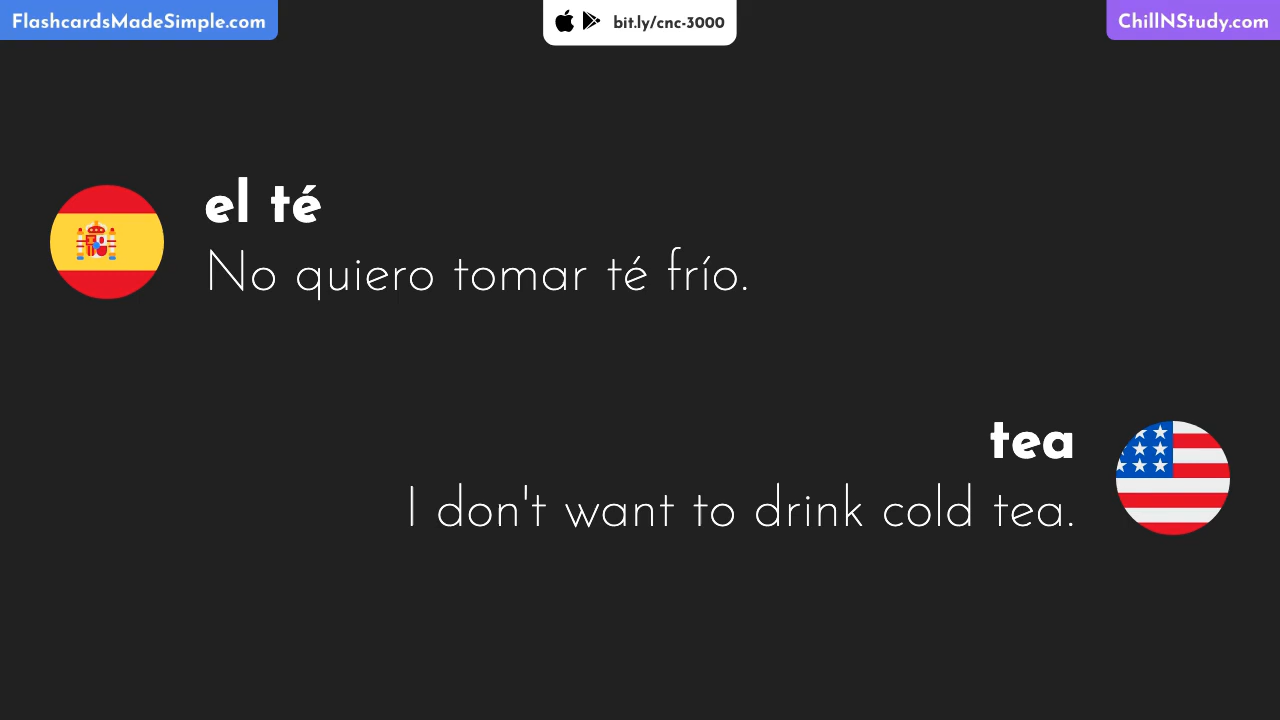 FlashcardsMadeSimple.com
bit.ly/cnc-3000
ChillNStudy.com
el té
No quiero tomar té frío.
tea
I don't want to drink cold tea.